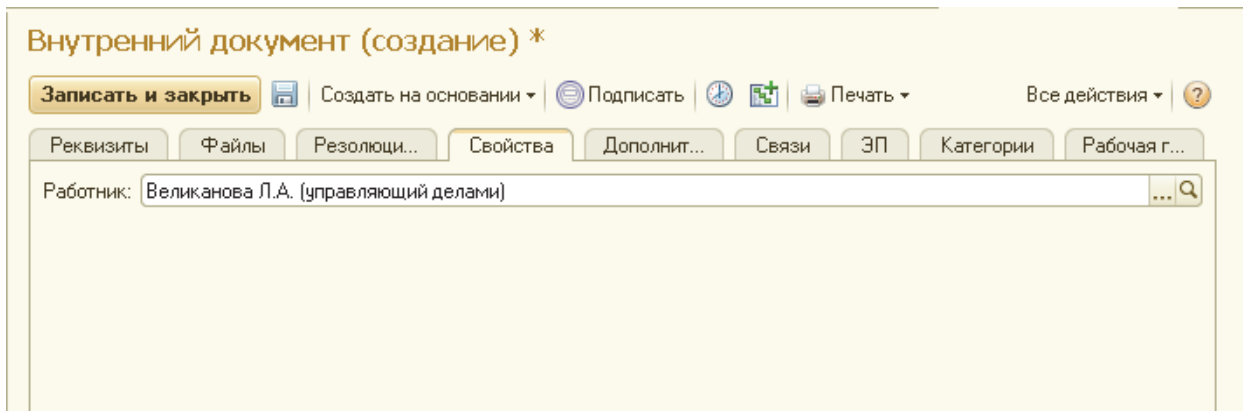 Внутренний документ (создание) *
Записать и закрыть Создать на основании Подписать Печать Все действия ?
Реквизиты Файлы Резолюци... Свойства Дополнит... Связи ЭП Категории Рабочая г...
Работник: Великанова Л.А. (управляющий делами) ...